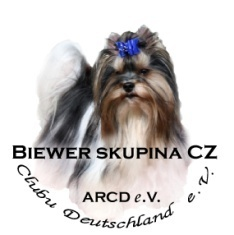 BIEWER SKUPINA CZ
ARCD e.V.
Clubu Deutschland e.V.